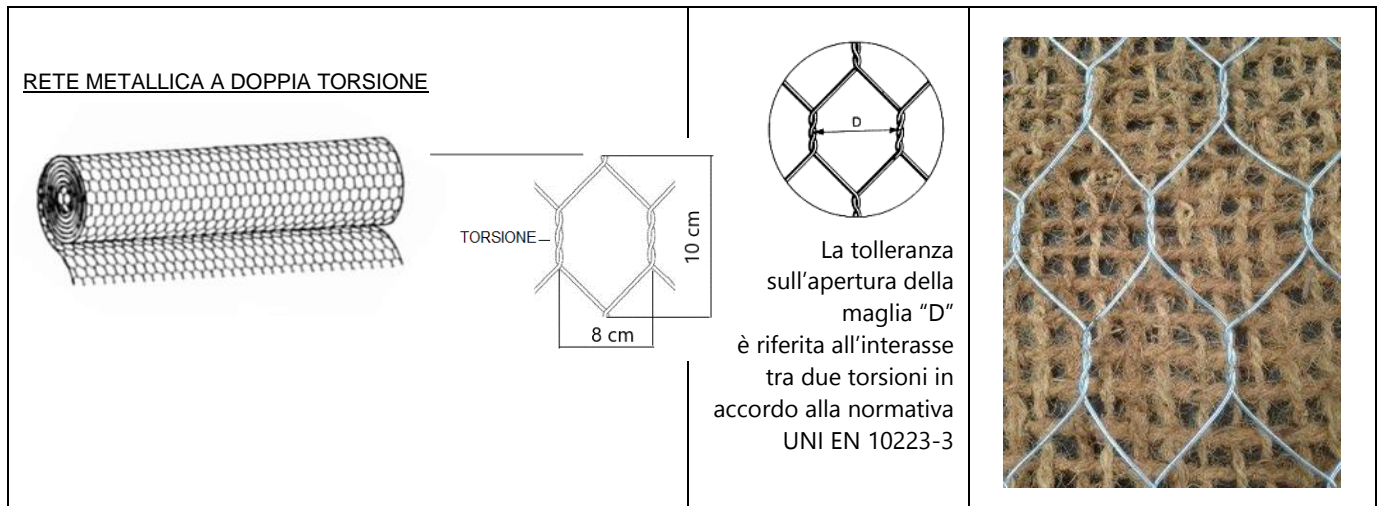 RETE METALLICA A DOPPIA TORSIONE
TORSIONE
8 cm
10 cm
D
La tolleranza
sull’apertura della
maglia “D”
è riferita all’interasse
tra due torsioni in
accordo alla normativa
UNI EN 10223-3